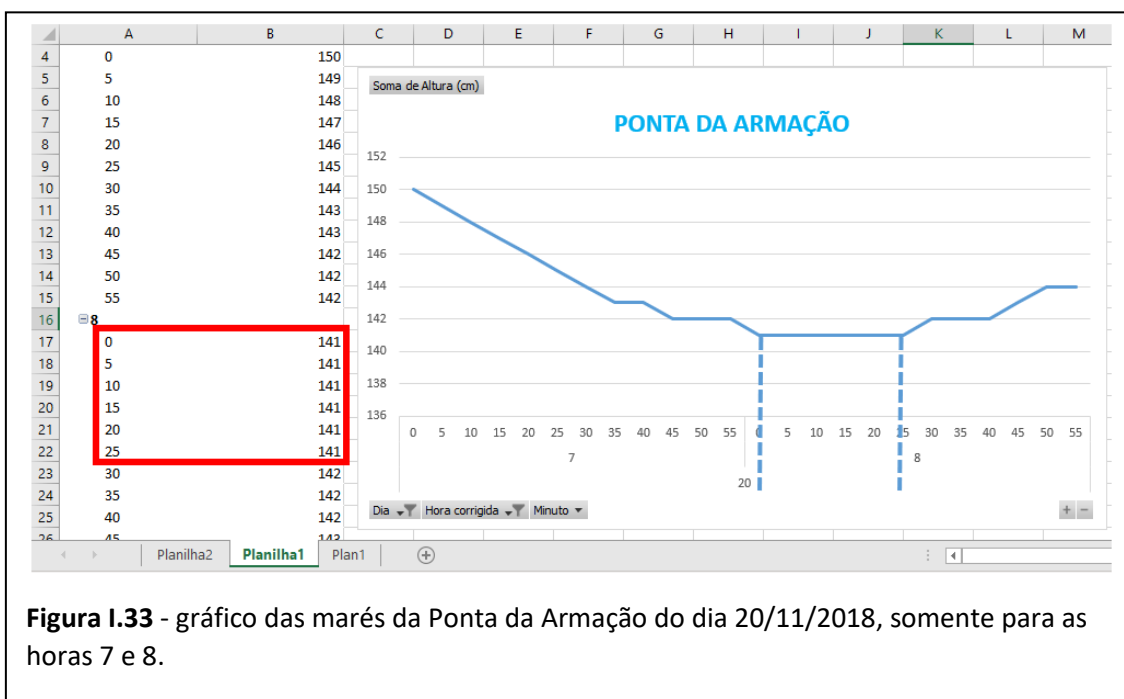 A B C D E F G H I J K L M
4 0 150
5 5 149
6 10 148
7 15 147
8 20 146
9 25 145
10 30 144
11 35 143
12 40 143
13 45 142
14 50 142
15 55 142
16 8
17 0 141
18 5 141
19 10 141
20 15 141
21 20 141
22 25 141
23 30 142
24 35 142
25 40 142
26 45 143
Soma de Altura (cm)
PONTA DA ARMAÇÃO
152
150
148
146
144
142
140
138
136
0 5 10 15 20 25 30 35 40 45 50 55 0 5 10 15 20 25 30 35 40 45 50 55
7 8
20
Dia Hora corrigida Minuto + −
Planilha2 Planilha1 Plan1
Figura I.33 - gráfico das marés da Ponta da Armação do dia 20/11/2018, somente para as
horas 7 e 8.